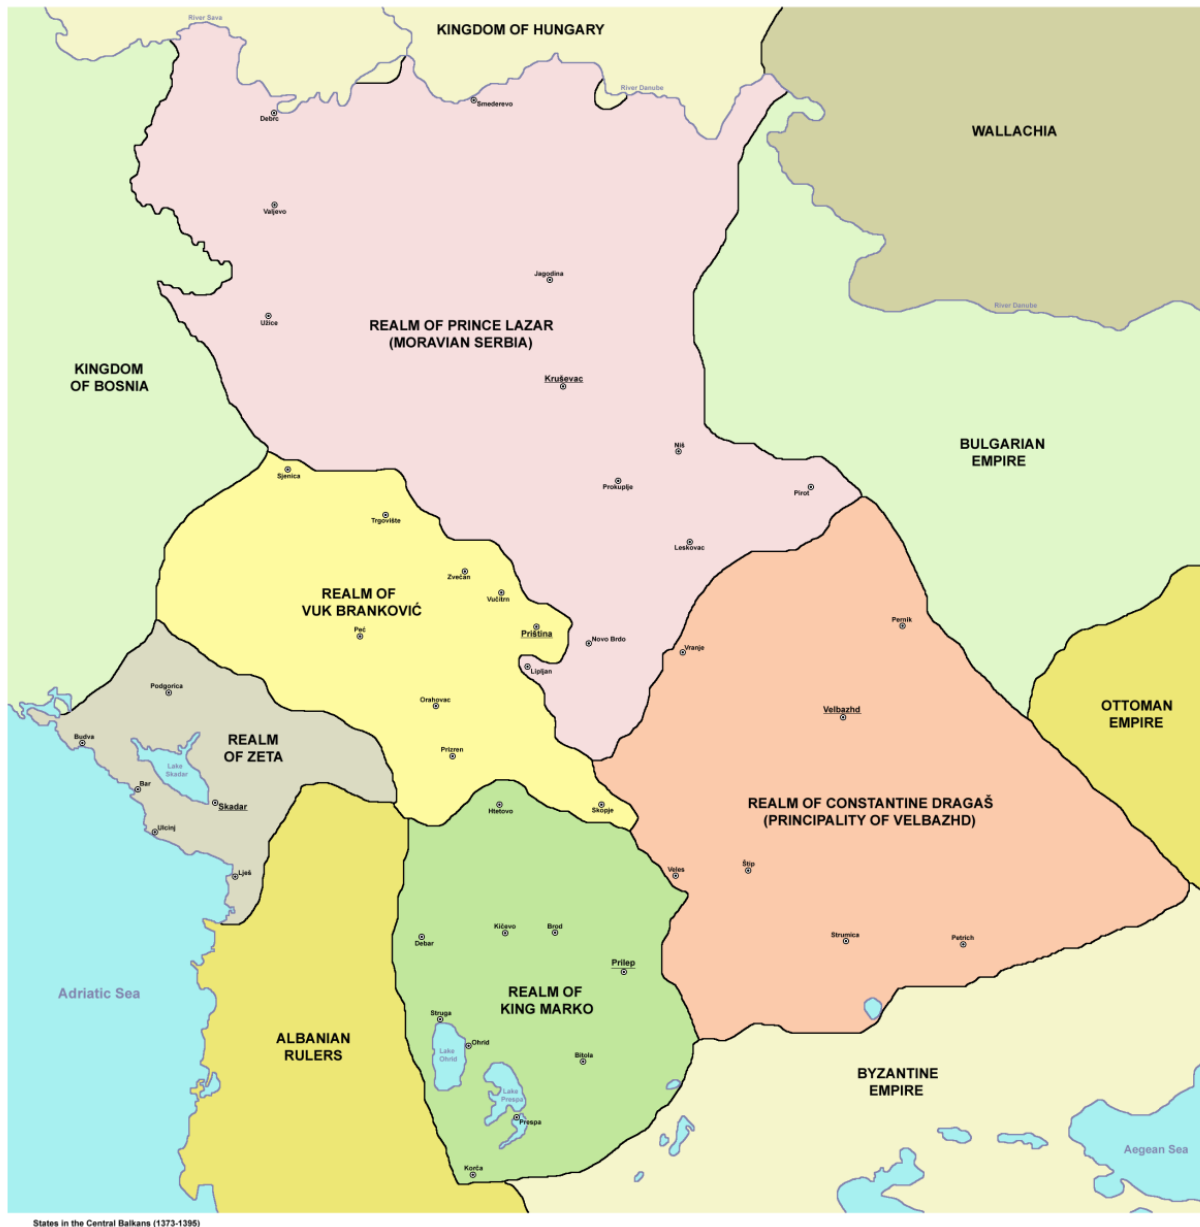 River Sava
KINGDOM OF HUNGARY
River Danube
Smederevo
Debrc
WALLACHIA
Valjevo
Jagodina
River Danube
Užice
REALM OF PRINCE LAZAR
(MORAVIAN SERBIA)
KINGDOM
OF BOSNIA
Kruševac
BULGARIAN
EMPIRE
Niš
Sjenica
Prokuplje
Pirot
Trgovište
Leskovac
Zvečan
Vučitrn
REALM OF
VUK BRANKOVIĆ
Peć
Priština
Novo Brdo
Pernik
Vranje
Lipljan
Podgorica
Orahovac
Velbazhd
OTTOMAN
EMPIRE
Budva
REALM
OF ZETA
Prizren
Lake
Skadar
Bar
Skadar
Htetovo
Skopje
REALM OF CONSTANTINE DRAGAŠ
(PRINCIPALITY OF VELBAZHD)
Ulcinj
Lješ
Veles
Štip
Kičevo
Brod
Debar
Strumica
Petrich
Prilep
Adriatic Sea
REALM OF
KING MARKO
Struga
ALBANIAN
RULERS
Ohrid
Lake
Ohrid
Bitola
BYZANTINE
EMPIRE
Lake
Prespa
Prespa
Aegean Sea
Korča
States in the Central Balkans (1373-1395)